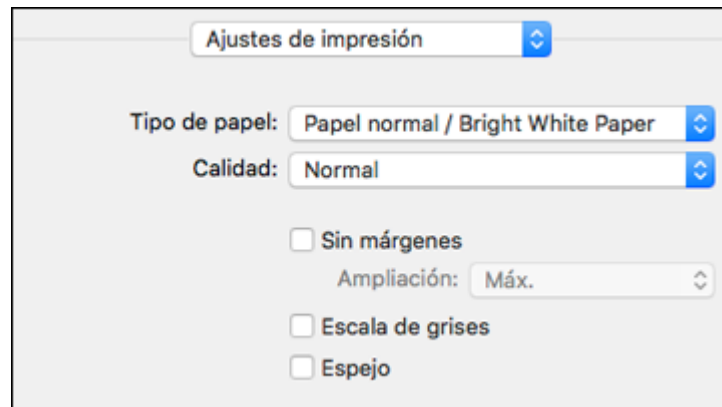 Ajustes de impresión
Tipo de papel: Papel normal / Bright White Paper
Calidad: Normal
Sin márgenes
Ampliación: Máx.
Escala de grises
Espejo